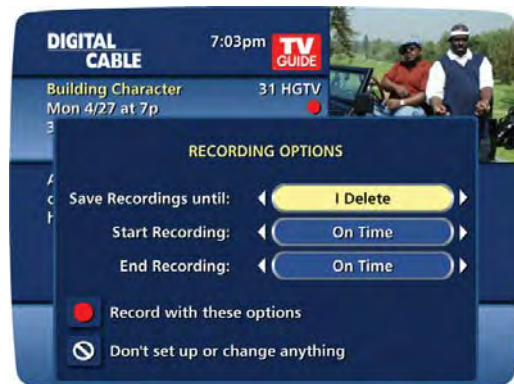 DIGITAL
CABLE
7:03pm
TV
GUIDE
Building Character
31 HGTV
Mon 4/27 at 7p
3
RECORDING OPTIONS
Save Recordings until: I Delete
Start Recording: On Time
End Recording: On Time
Record with these options
Don't set up or change anything